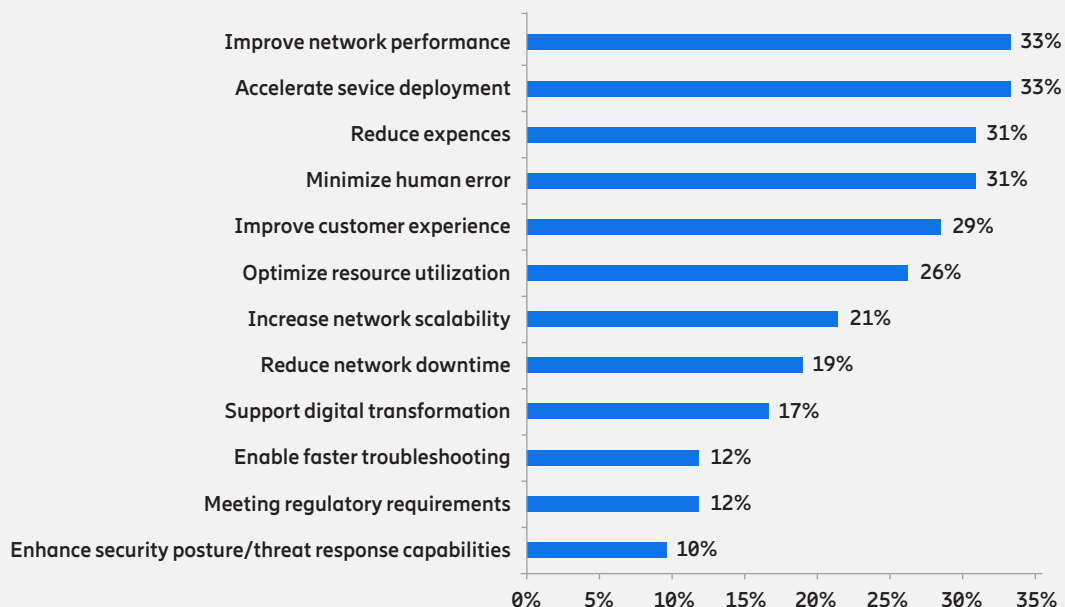 Improve network performance 33%
Accelerate sevice deployment 33%
Reduce expences 31%
Minimize human error 31%
Improve customer experience 29%
Optimize resource utilization 26%
Increase network scalability 21%
Reduce network downtime 19%
Support digital transformation 17%
Enable faster troubleshooting 12%
Meeting regulatory requirements 12%
Enhance security posture/threat response capabilities 10%
0% 5% 10% 15% 20% 25% 30% 35%